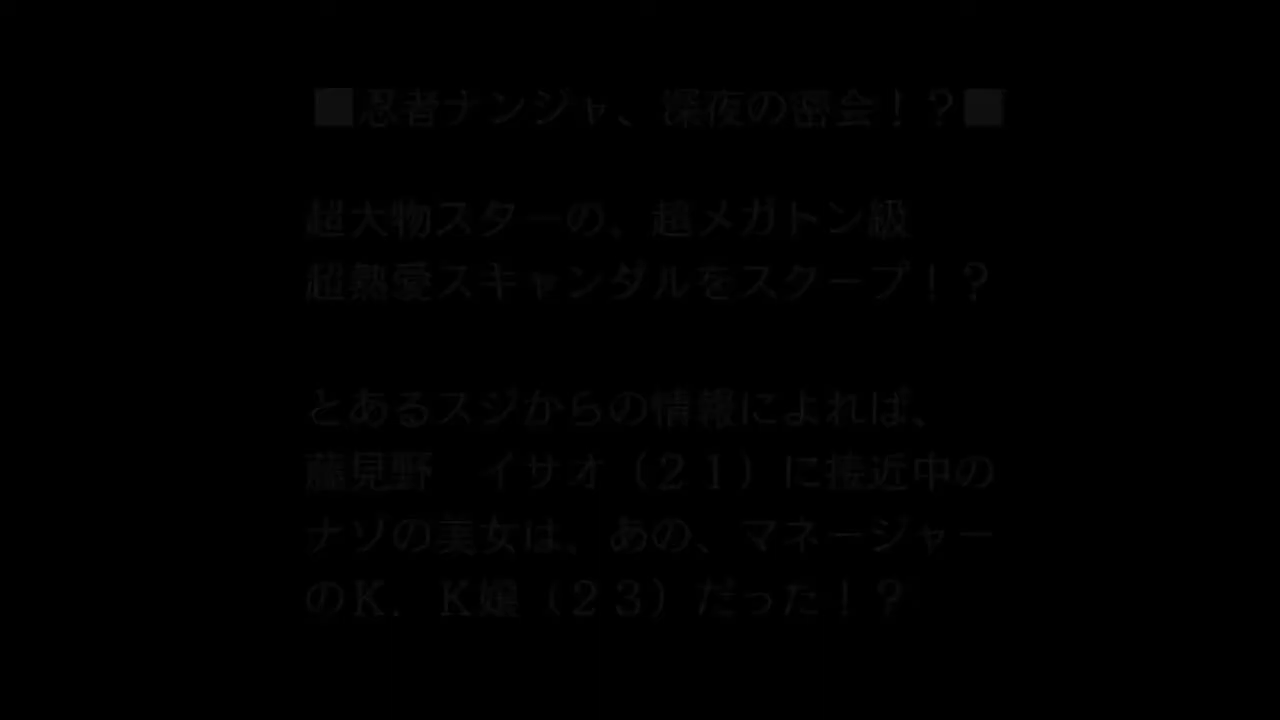 ■忍者ナンジャ、深夜の密会！？■
超大物スターの、超メガトン級
超熱愛スキャンダルをスクープ！？
とあるスジからの情報によれば、
藤見野　イサオ（２１）に接近中の
ナゾの美女は、あの、マネージャー
のＫ．Ｋ嬢（２３）だった！？